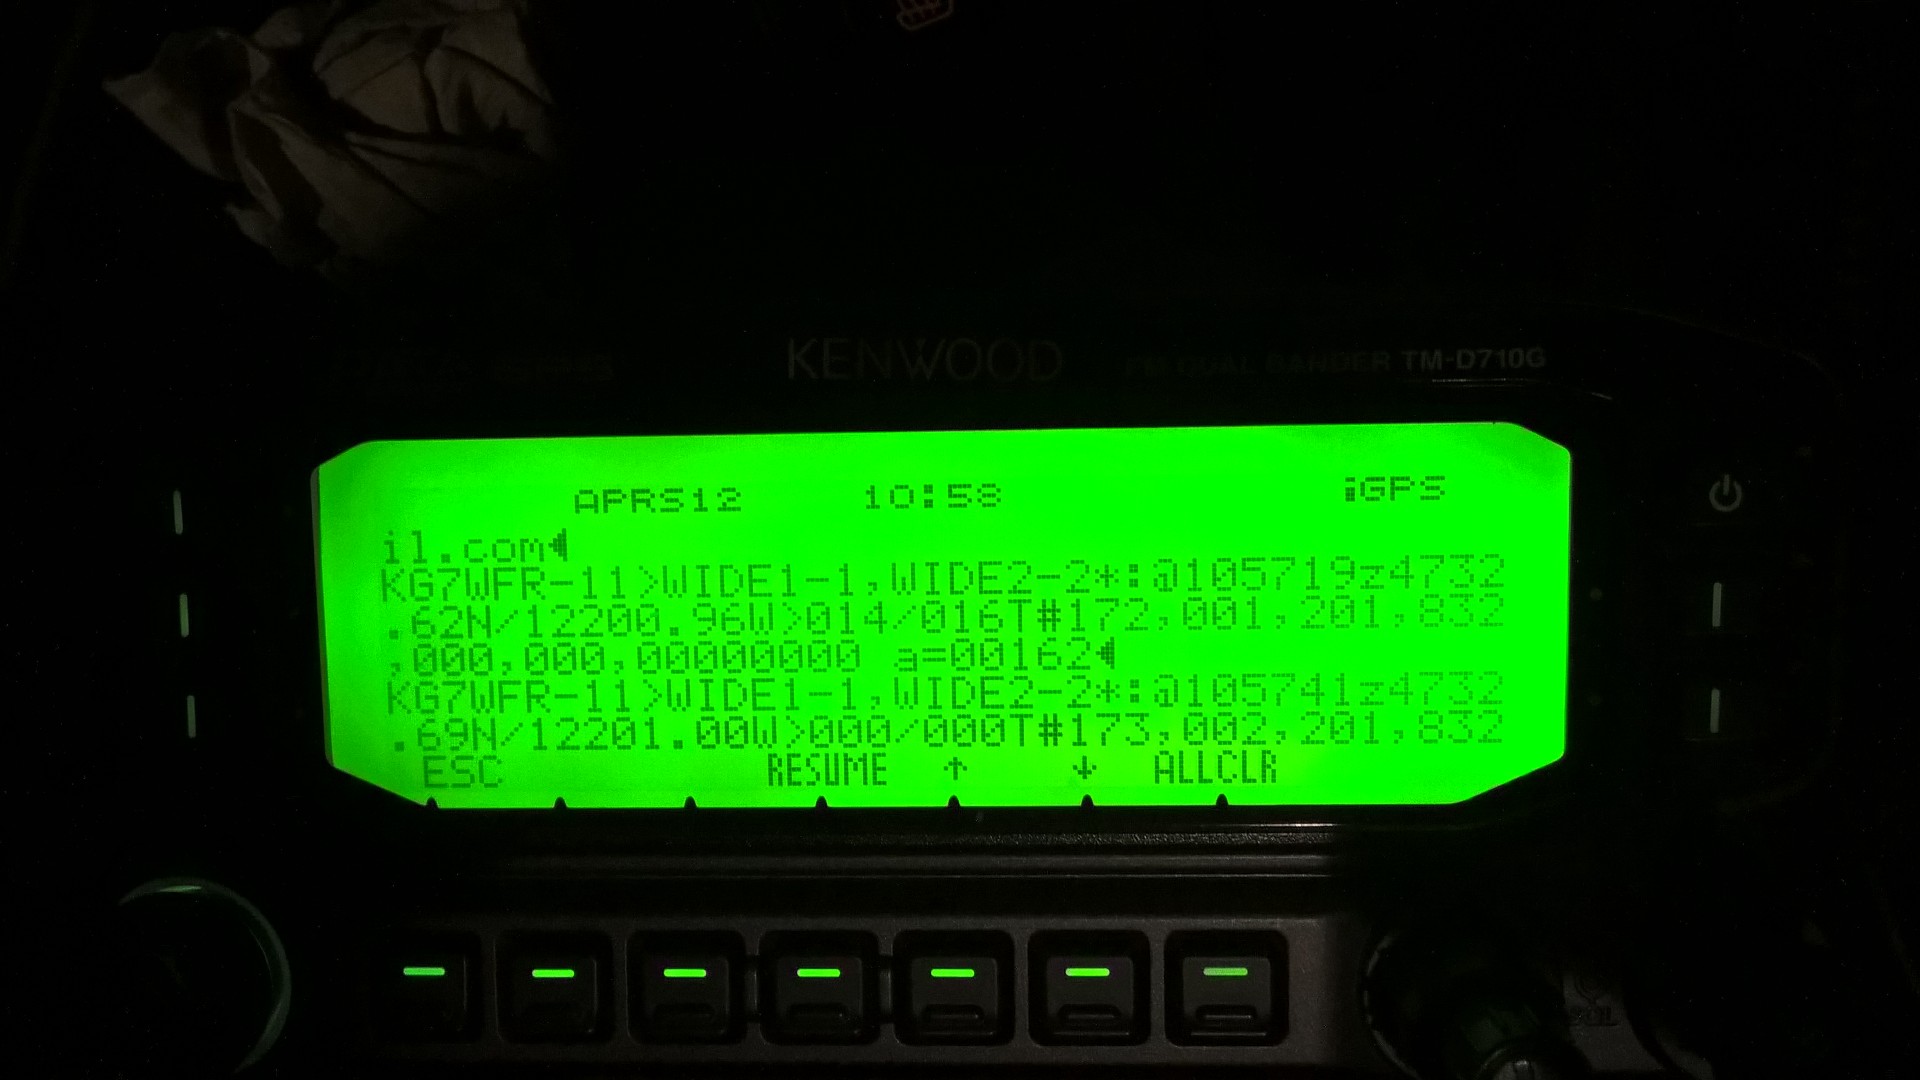 KENWOOD
DUAL BANDER TM-D710G
APRS12 10:58 iGPS
il.com
KG7WFR-11>WIDE1-1,WIDE2-2*:@105719z4732
.62N/12200.96W>014/016T#172,001,201,832
,000,000,00000000 a=00162
KG7WFR-11>WIDE1-1,WIDE2-2*:@105741z4732
.69N/12201.00W>000/000T#173,002,201,832
ESC RESUME ↑ ↓ ALLCLR